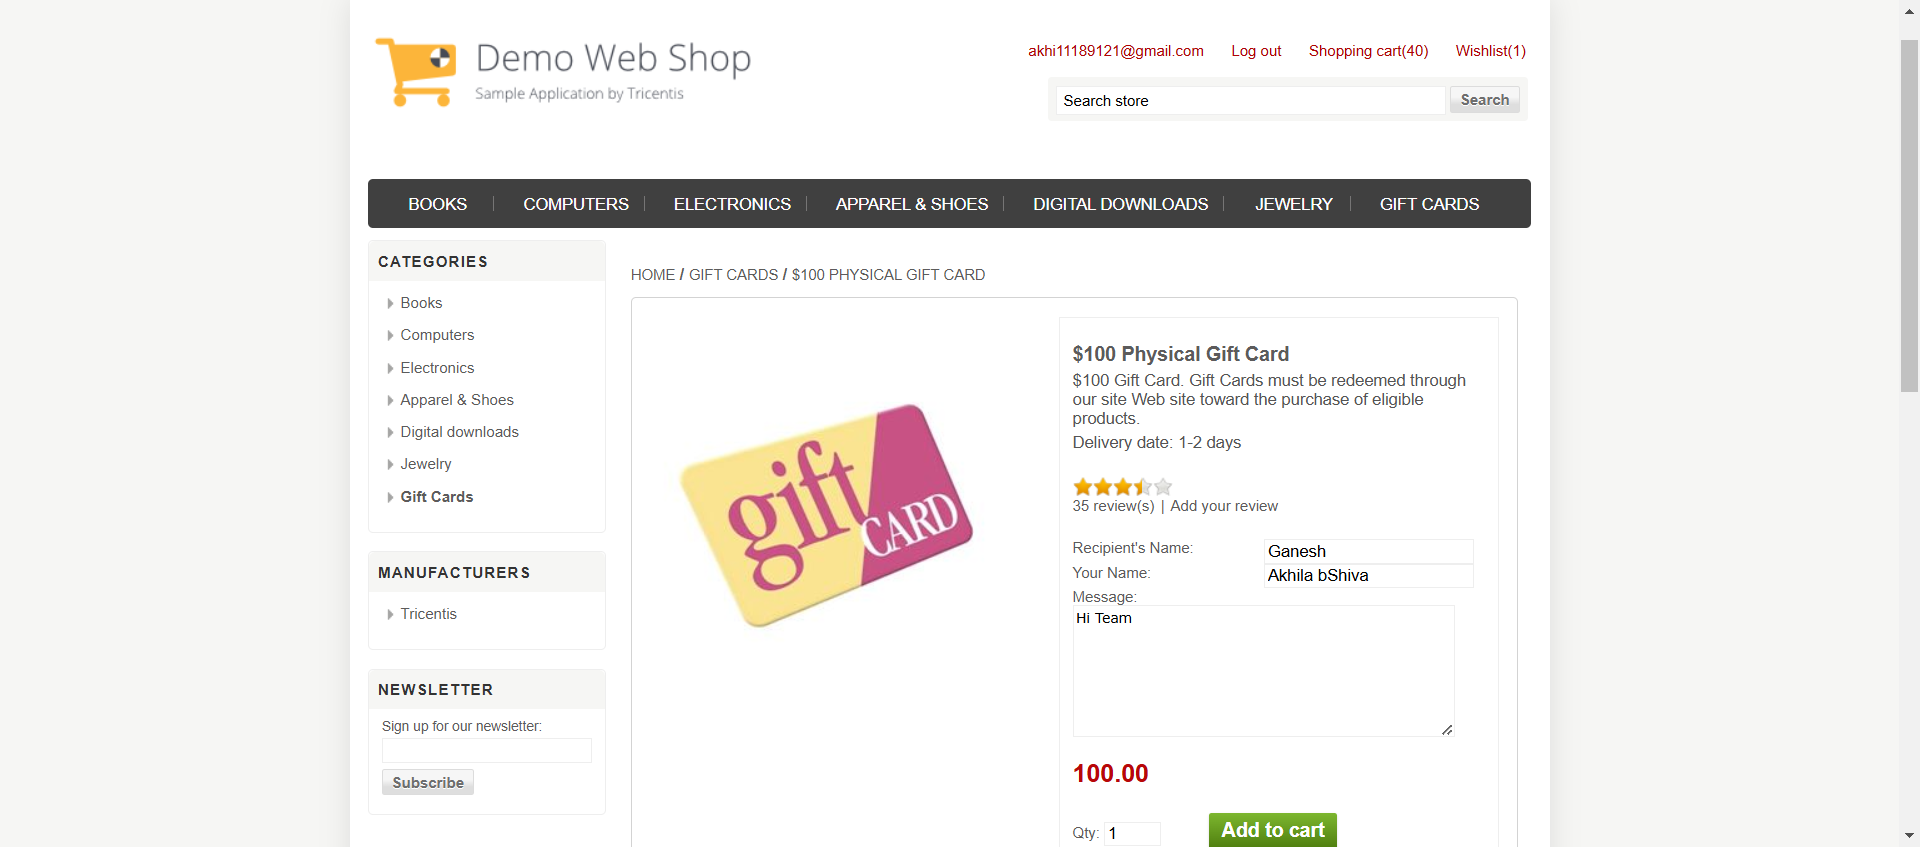 Demo Web Shop
Sample Application by Tricentis
akhi11189121@gmail.com Log out Shopping cart(40) Wishlist(1)
Search store Search
BOOKS COMPUTERS ELECTRONICS APPAREL & SHOES DIGITAL DOWNLOADS JEWELRY GIFT CARDS
CATEGORIES
Books
Computers
Electronics
Apparel & Shoes
Digital downloads
Jewelry
Gift Cards
MANUFACTURERS
Tricentis
NEWSLETTER
Sign up for our newsletter:
Subscribe
HOME / GIFT CARDS / $100 PHYSICAL GIFT CARD
gift
CARD
$100 Physical Gift Card
$100 Gift Card. Gift Cards must be redeemed through
our site Web site toward the purchase of eligible
products.
Delivery date: 1-2 days
35 review(s) | Add your review
Recipient's Name: Ganesh
Your Name: Akhila bShiva
Message:
Hi Team
100.00
Qty: 1 Add to cart